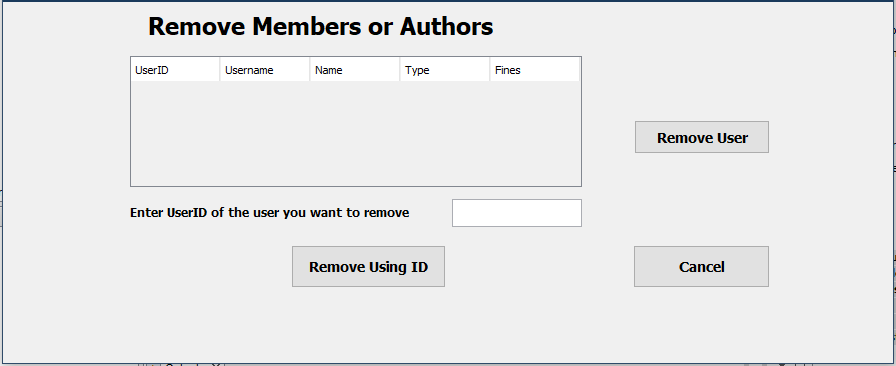 Remove Members or Authors
UserID Username Name Type Fines
Remove User
Enter UserID of the user you want to remove
Remove Using ID Cancel